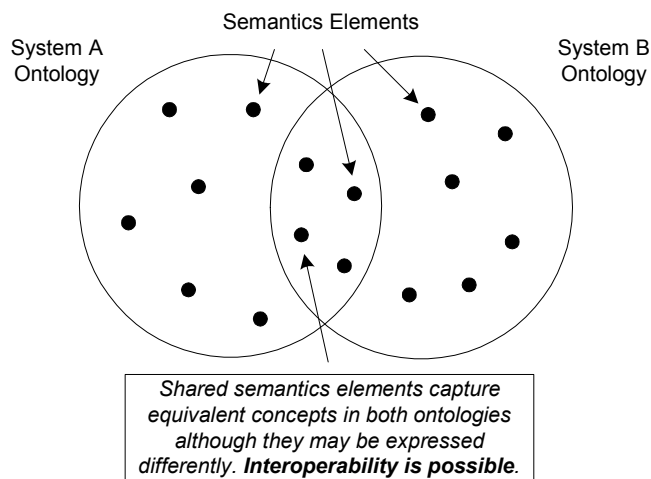 Semantics Elements
System A
Ontology
System B
Ontology
Shared semantics elements capture
equivalent concepts in both ontologies
although they may be expressed
differently. Interoperability is possible.